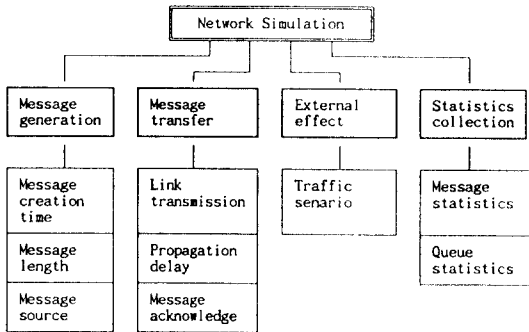 Network Simulation
Message
generation
Message
transfer
External
effect
Statistics
collection
Message
creation
time
Message
length
Message
source
Link
transmission
Propagation
delay
Message
acknowledge
Traffic
senario
Message
statistics
Queue
statistics